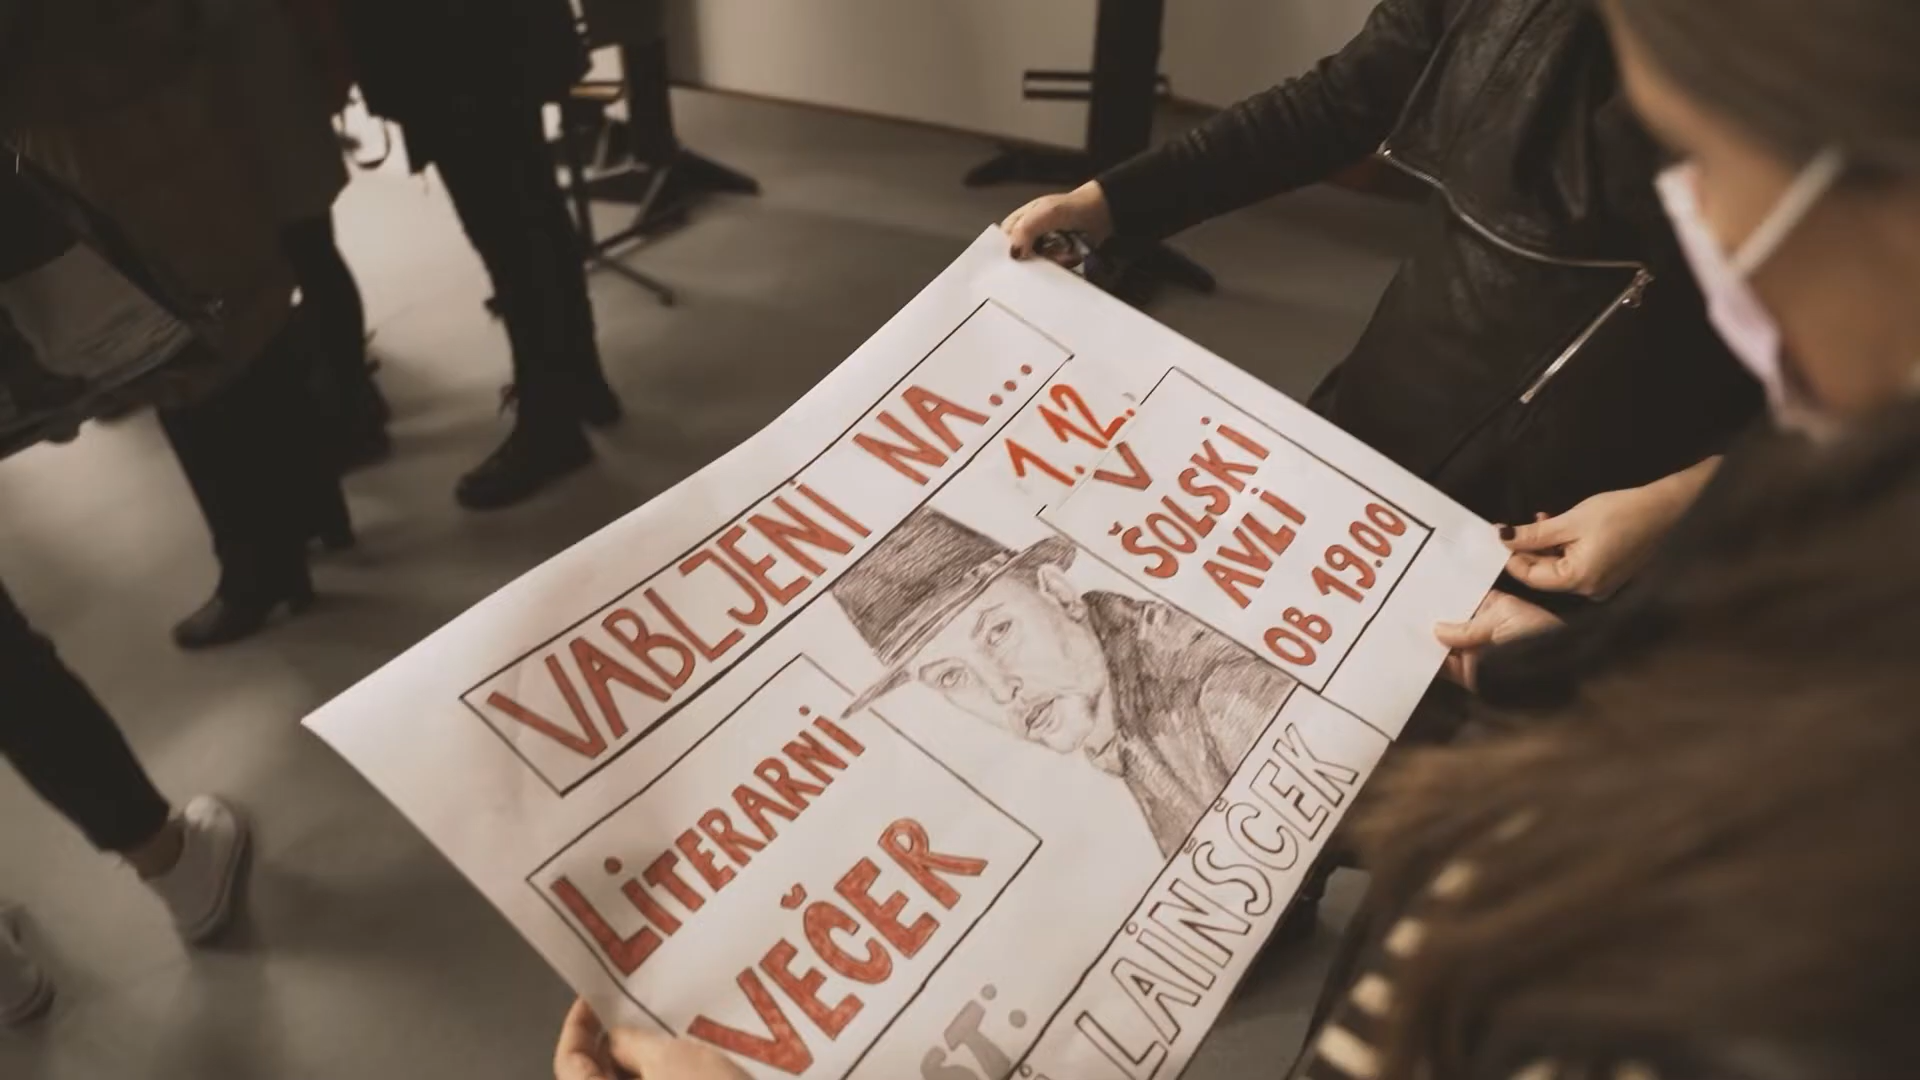 VABLJENI NA...
1.12.
V
ŠOLSKI
AVLI
OB 19.00
LITERARNI
VEČER
LAINŠČEK